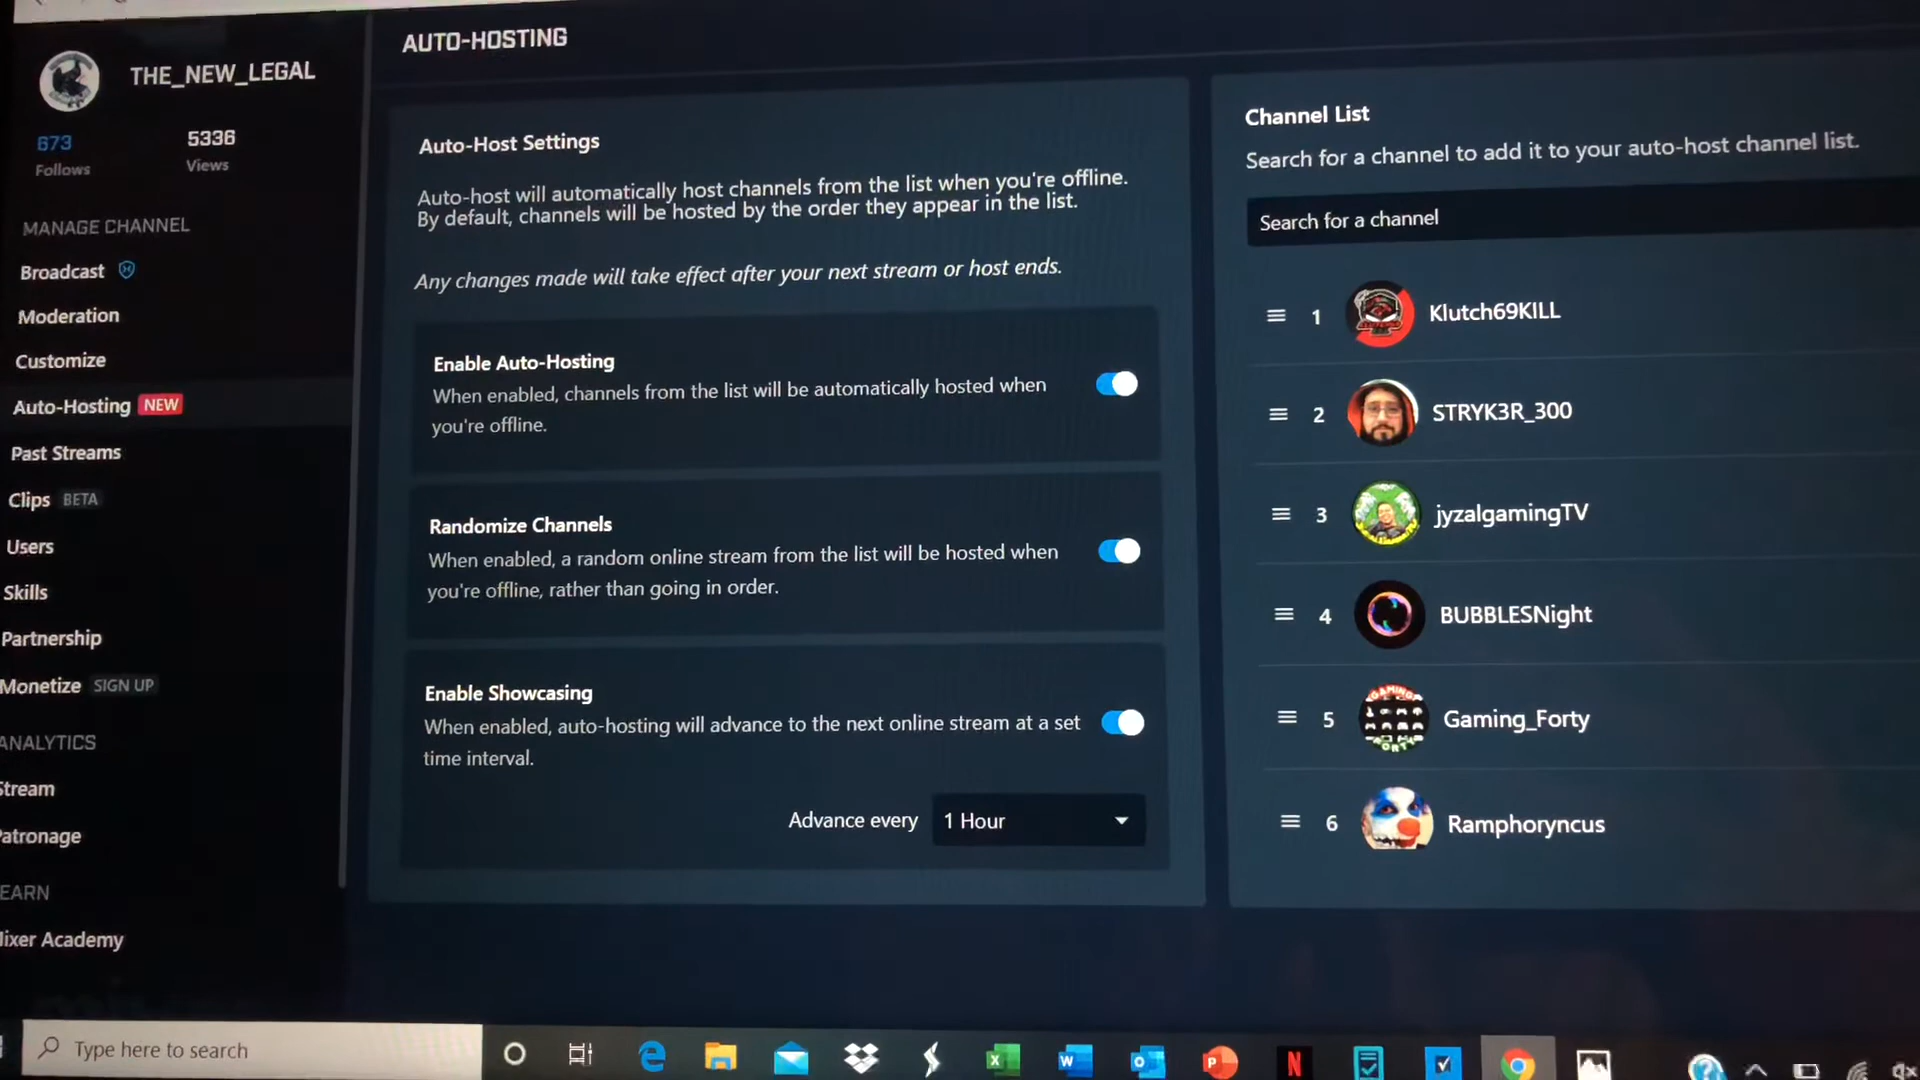 THE_NEW_LEGAL
673
Follows
5336
Views
MANAGE CHANNEL
Broadcast
Moderation
Customize
Auto-Hosting NEW
Past Streams
Clips BETA
Users
Skills
Partnership
Monetize SIGN UP
ANALYTICS
Stream
Patronage
EARN
Mixer Academy
AUTO-HOSTING
Auto-Host Settings
Auto-host will automatically host channels from the list when you're offline.
By default, channels will be hosted by the order they appear in the list.
Any changes made will take effect after your next stream or host ends.
Enable Auto-Hosting
When enabled, channels from the list will be automatically hosted when
you're offline.
Randomize Channels
When enabled, a random online stream from the list will be hosted when
you're offline, rather than going in order.
Enable Showcasing
When enabled, auto-hosting will advance to the next online stream at a set
time interval.
Advance every 1 Hour
Channel List
Search for a channel to add it to your auto-host channel list.
Search for a channel
1 Klutch69KILL
2 STRYK3R_300
3 jyzalgamingTV
4 BUBBLESNight
5 Gaming_Forty
6 Ramphoryncus
Type here to search